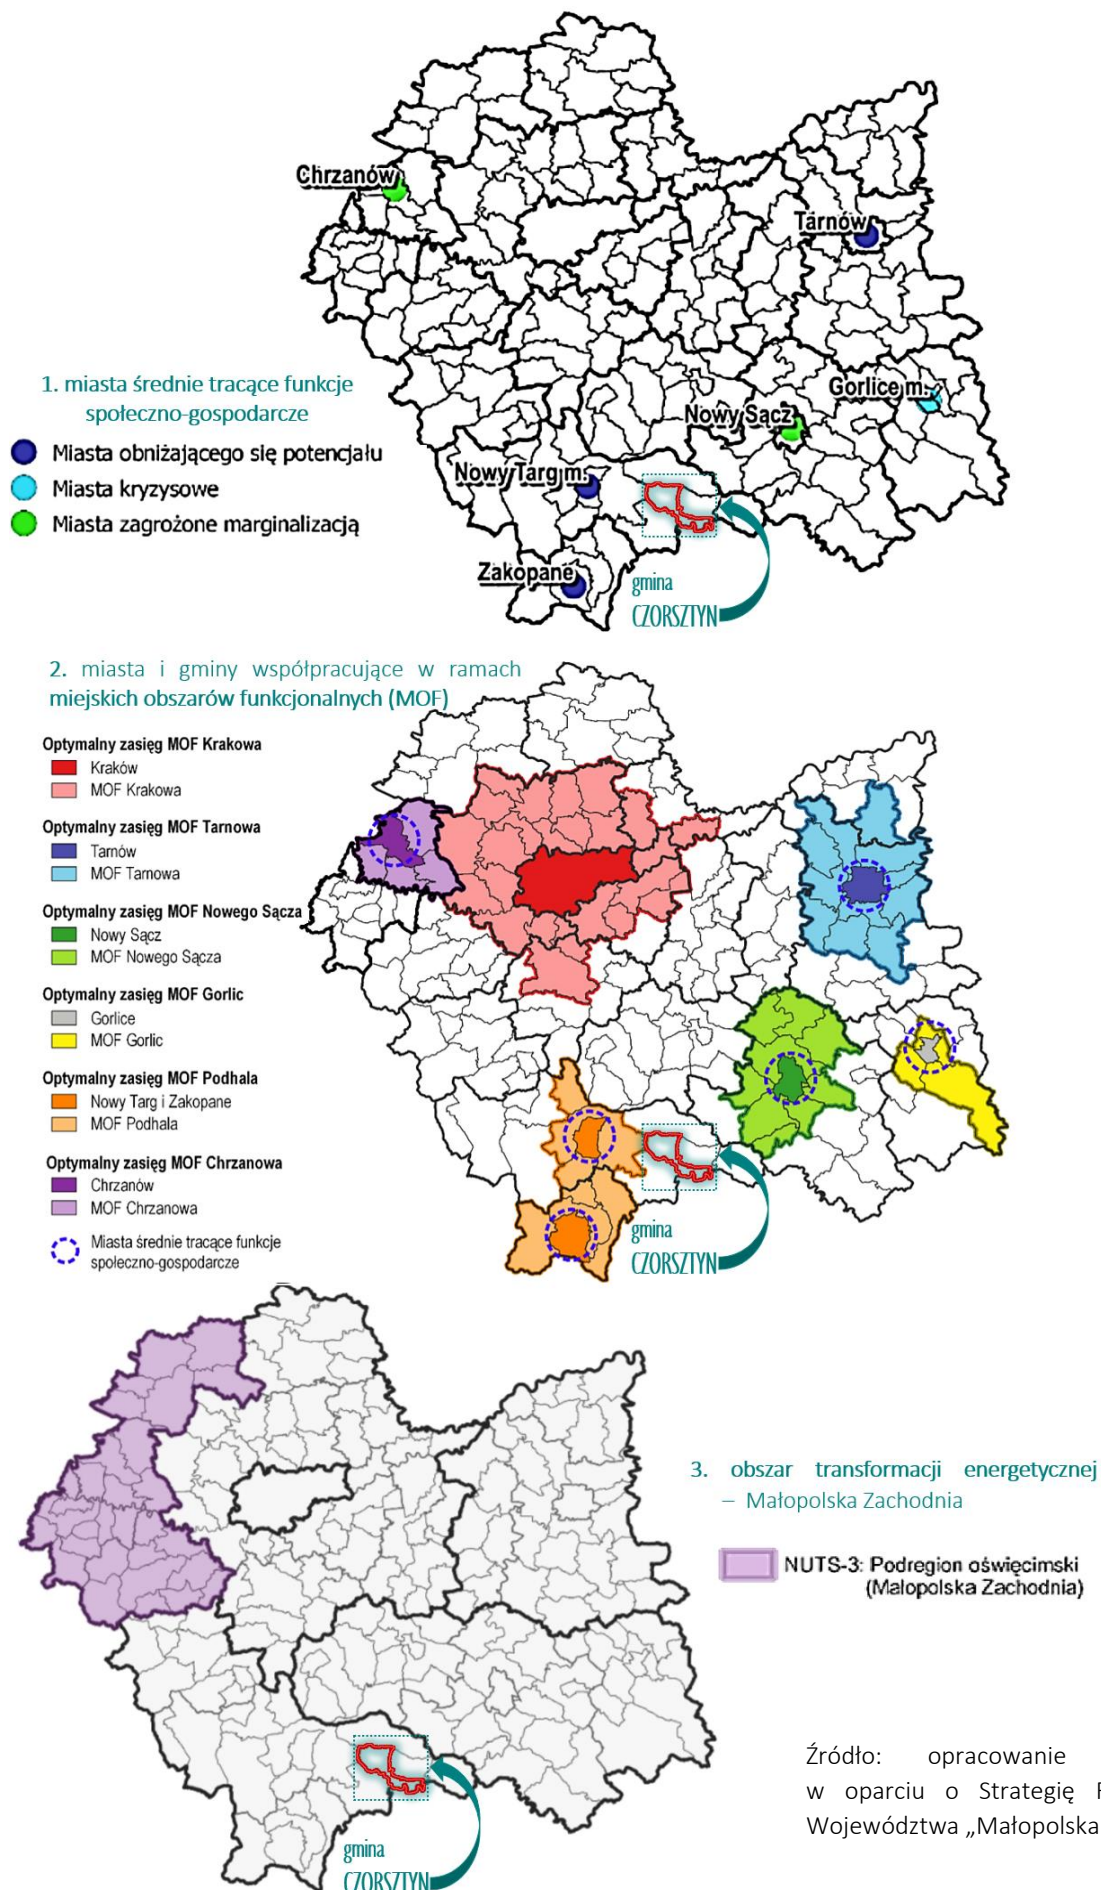 Chrzanów
Tarnów
Gorlice m.
Nowy Sącz
Nowy Targ m.
Zakopane
gmina
CZORSZTYN
1. miasta średnie tracące funkcje
społeczno-gospodarcze
Miasta obniżającego się potencjału
Miasta kryzysowe
Miasta zagrożone marginalizacją
2. miasta i gminy współpracujące w ramach
miejskich obszarów funkcjonalnych (MOF)
Optymalny zasięg MOF Krakowa
Kraków
MOF Krakowa
Optymalny zasięg MOF Tarnowa
Tarnów
MOF Tarnowa
Optymalny zasięg MOF Nowego Sącza
Nowy Sącz
MOF Nowego Sącza
Optymalny zasięg MOF Gorlic
Gorlice
MOF Gorlic
Optymalny zasięg MOF Podhala
Nowy Targ i Zakopane
MOF Podhala
Optymalny zasięg MOF Chrzanowa
Chrzanów
MOF Chrzanowa
Miasta średnie tracące funkcje
społeczno-gospodarcze
gmina
CZORSZTYN
3. obszar transformacji energetycznej
– Małopolska Zachodnia
NUTS-3: Podregion oświęcimski
(Małopolska Zachodnia)
gmina
CZORSZTYN
Źródło: opracowanie
w oparciu o Strategię
Województwa „Małopolska